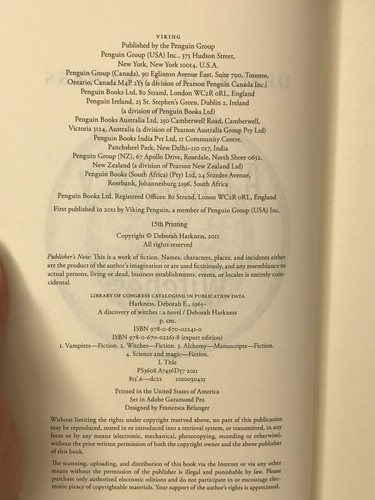 VIKING
Published by the Penguin Group
Penguin Group (USA) Inc., 375 Hudson Street,
New York, New York 10014, U.S.A.
Penguin Group (Canada), 90 Eglinton Avenue East, Suite 700, Toronto,
Ontario, Canada M4P 2Y3 (a division of Pearson Penguin Canada Inc.)
Penguin Books Ltd, 80 Strand, London WC2R 0RL, England
Penguin Ireland, 25 St. Stephen's Green, Dublin 2, Ireland
(a division of Penguin Books Ltd)
Penguin Books Australia Ltd, 250 Camberwell Road, Camberwell,
Victoria 3124, Australia (a division of Pearson Australia Group Pty Ltd)
Penguin Books India Pvt Ltd, 11 Community Centre,
Panchsheel Park, New Delhi–110 017, India
Penguin Group (NZ), 67 Apollo Drive, Rosedale, North Shore 0632,
New Zealand (a division of Pearson New Zealand Ltd)
Penguin Books (South Africa) (Pty) Ltd, 24 Sturdee Avenue,
Rosebank, Johannesburg 2196, South Africa
Penguin Books Ltd, Registered Offices: 80 Strand, London WC2R 0RL, England
First published in 2011 by Viking Penguin, a member of Penguin Group (USA) Inc.
15th Printing
Copyright © Deborah Harkness, 2011
All rights reserved
Publisher's Note: This is a work of fiction. Names, characters, places, and incidents either
are the product of the author's imagination or are used fictitiously, and any resemblance to
actual persons, living or dead, business establishments, events, or locales is entirely coin-
cidental.
LIBRARY OF CONGRESS CATALOGING IN PUBLICATION DATA
Harkness, Deborah E., 1965–
A discovery of witches : a novel / Deborah Harkness
p. cm.
ISBN 978-0-670-02241-0
ISBN 978-0-670-02261-8 (export edition)
1. Vampires—Fiction. 2. Witches—Fiction. 3. Alchemy—Manuscripts—Fiction.
4. Science and magic—Fiction.
I. Title
PS3608.A7436D57 2011
813'.6—dc22 2010030425
Printed in the United States of America
Set in Adobe Garamond Pro
Designed by Francesca Belanger
Without limiting the rights under copyright reserved above, no part of this publication
may be reproduced, stored in or introduced into a retrieval system, or transmitted, in any
form or by any means (electronic, mechanical, photocopying, recording or otherwise),
without the prior written permission of both the copyright owner and the above publisher
of this book.
The scanning, uploading, and distribution of this book via the Internet or via any other
means without the permission of the publisher is illegal and punishable by law. Please
purchase only authorized electronic editions and do not participate in or encourage elec-
tronic piracy of copyrightable materials. Your support of the author's rights is appreciated.